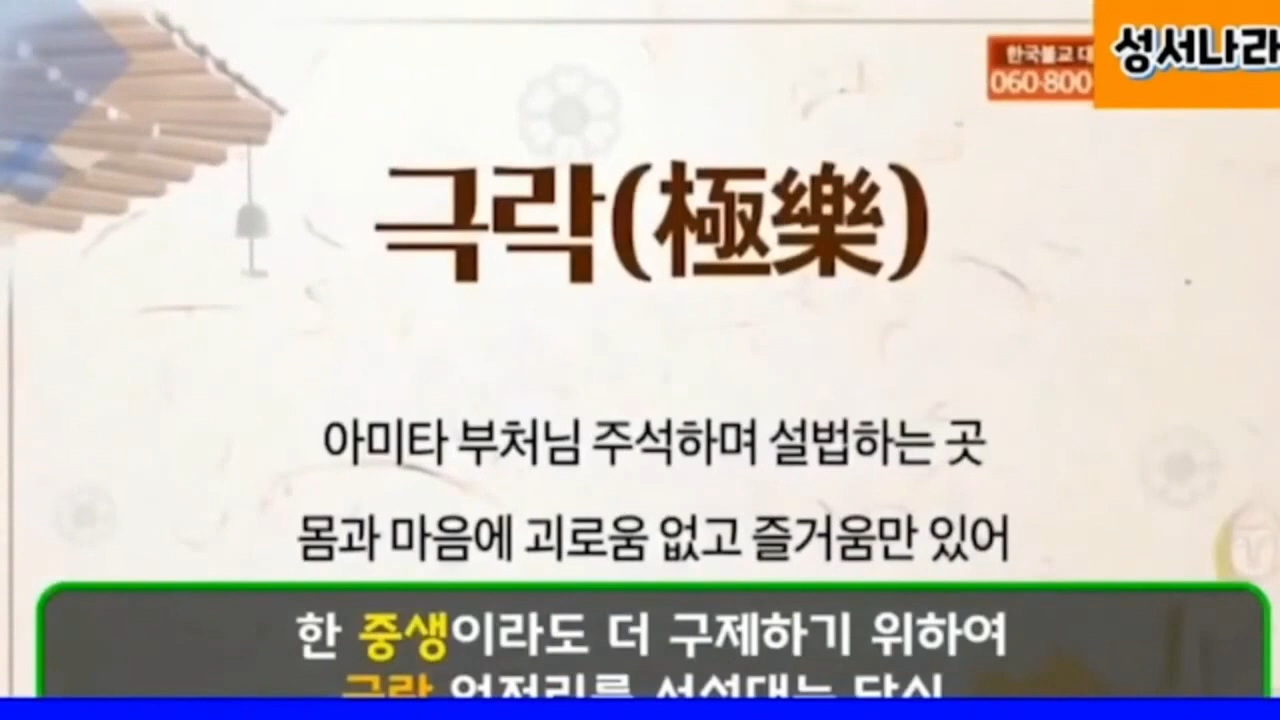 성서나라
한국불교 대
060-800-
극락(極樂)
아미타 부처님 주석하며 설법하는 곳
몸과 마음에 괴로움 없고 즐거움만 있어
한 중생이라도 더 구제하기 위하여